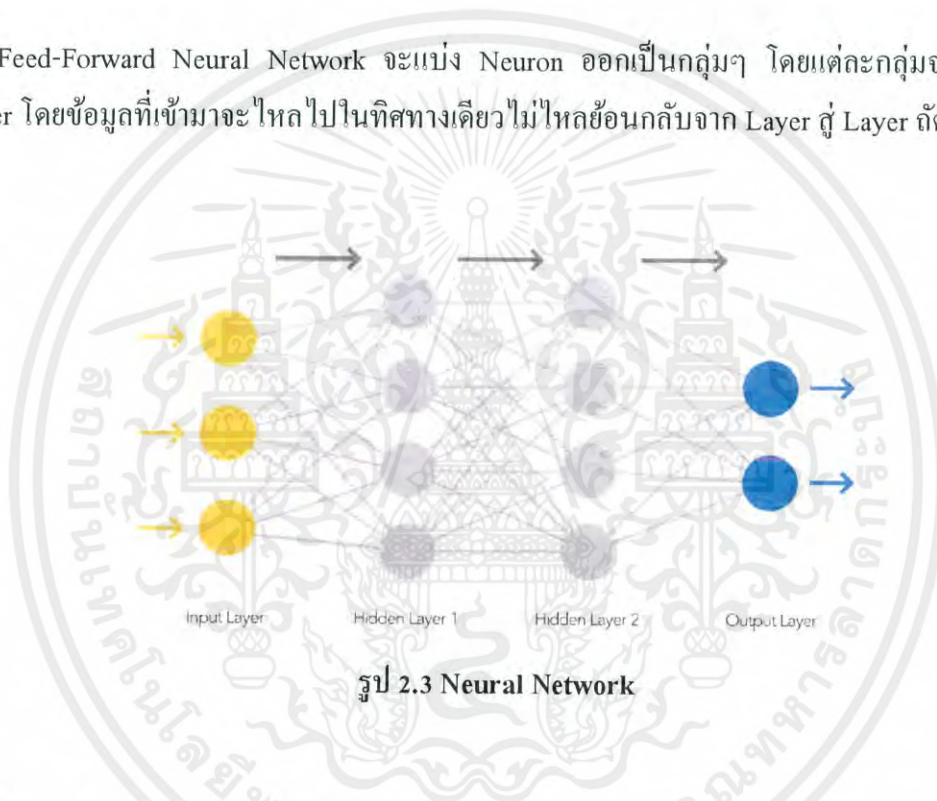 Feed-Forward Neural Network จะแบ่ง Neuron ออกเป็นกลุ่มๆ โดยแต่ละกลุ่มจ
er โดยข้อมูลที่เข้ามาจะไหลไปในทิศทางเดียวไม่ไหลย้อนกลับจาก Layer สู่ Layer ถัด
Input Layer
Hidden Layer 1
Hidden Layer 2
Output Layer
รูป 2.3 Neural Network